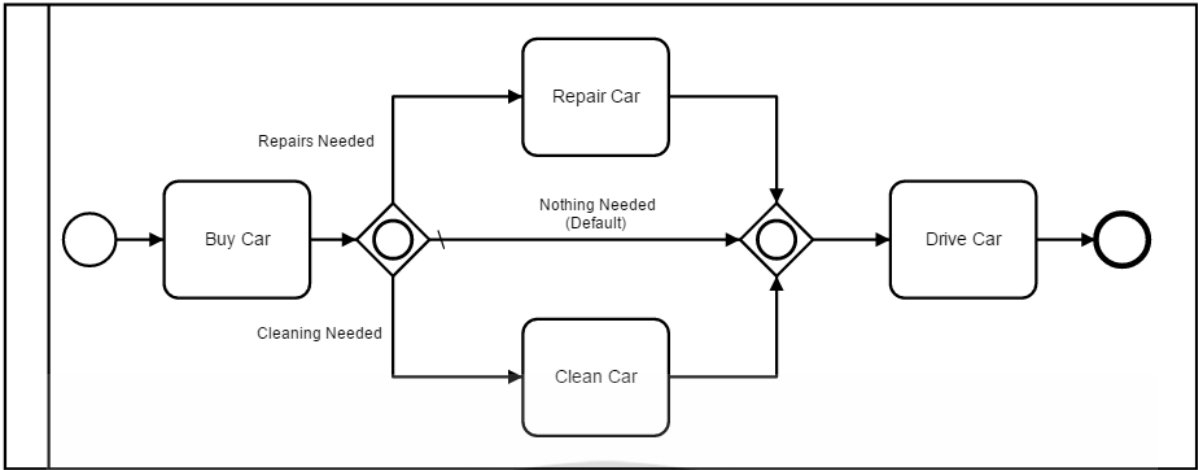 Repair Car
Repairs Needed
Nothing Needed
(Default)
Buy Car
Drive Car
Cleaning Needed
Clean Car